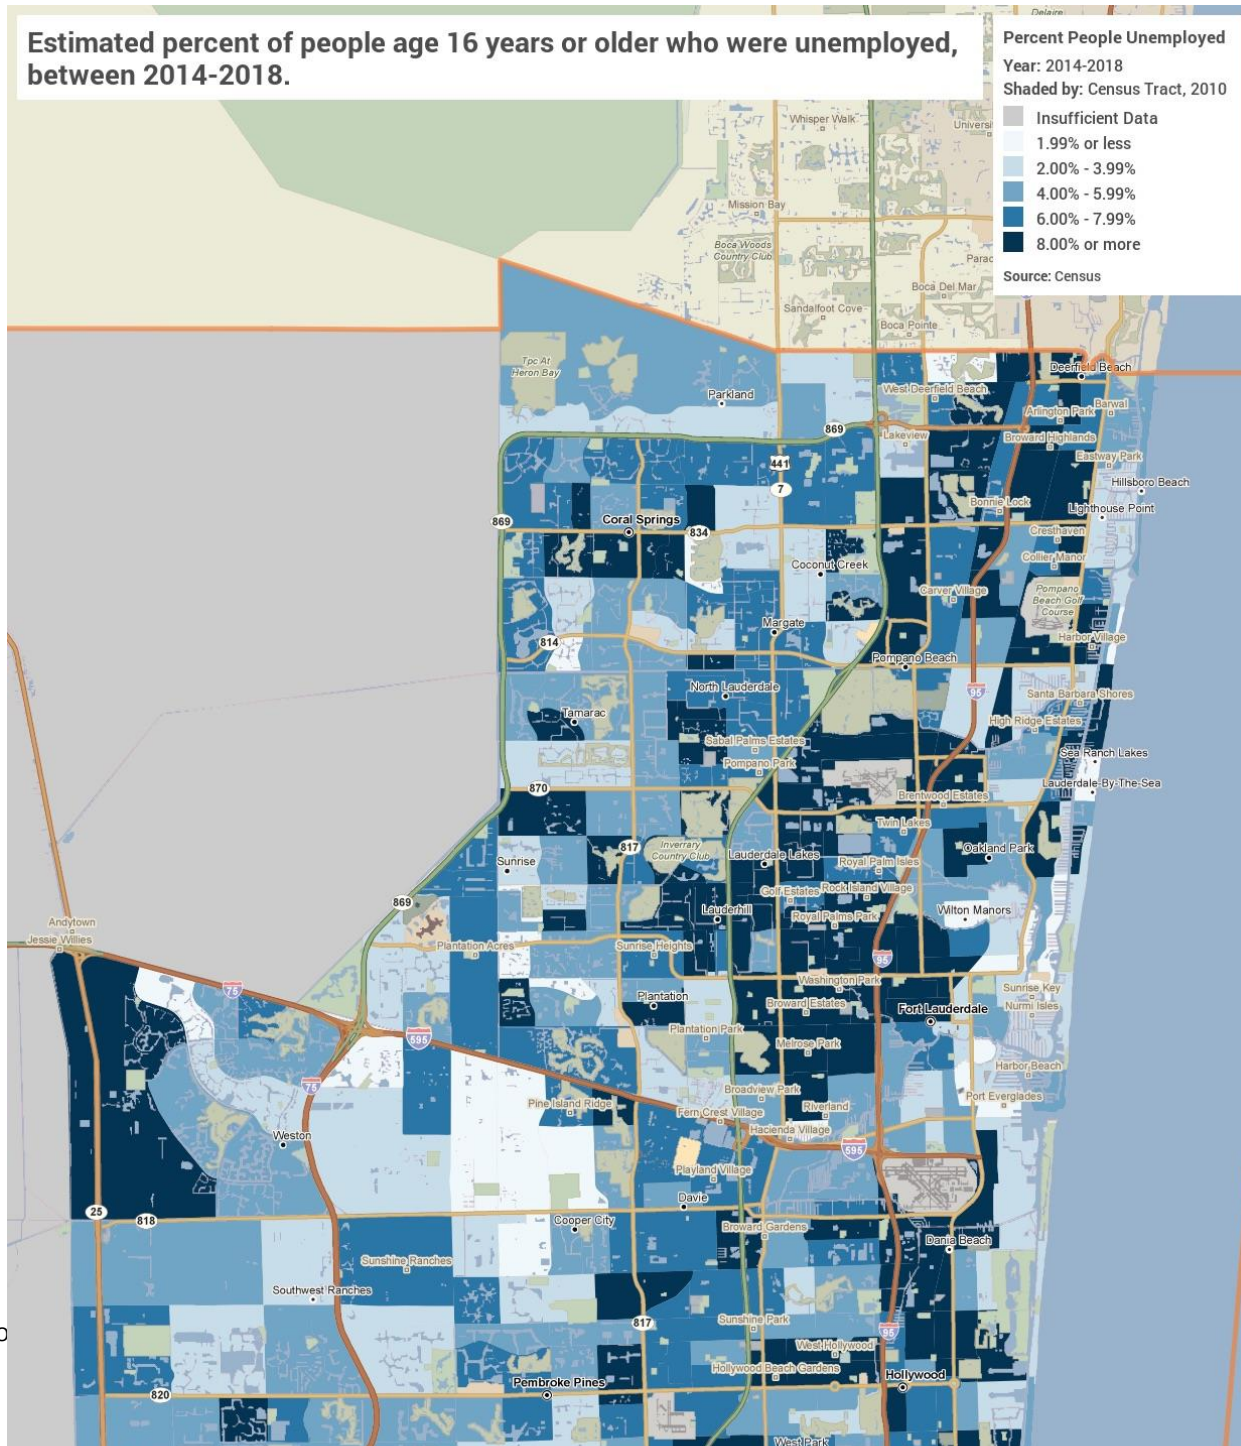 Estimated percent of people age 16 years or older who were unemployed,
between 2014-2018.
Percent People Unemployed
Year: 2014-2018
Shaded by: Census Tract, 2010
Insufficient Data
1.99% or less
2.00% - 3.99%
4.00% - 5.99%
6.00% - 7.99%
8.00% or more
Source: Census
Whisper Walk
Mission Bay
Boca Woods
Country Club
Boca Del Mar
Sandalfoot Cove
Boca Pointe
Tpc At
Heron Bay
Deerfield Beach
Parkland
West Deerfield Beach
Arlington Park
Barwal
869
Lakeview
Broward Highlands
Eastway Park
441
7
Hillsboro Beach
Bonnie Lock
Lighthouse Point
869
Coral Springs
834
Cresthaven
Collier Manor
Coconut Creek
Carver Village
Pompano
Beach Golf
Course
Margate
Harbor Village
814
Pompano Beach
North Lauderdale
95
Santa Barbara Shores
Tamarac
High Ridge Estates
Sabal Palms Estates
Sea Ranch Lakes
Pompano Park
Lauderdale-By-The-Sea
870
Brentwood Estates
Twin Lakes
817
Inverrary
Country Club
Oakland Park
Sunrise
Lauderdale Lakes
Royal Palm Isles
Golf Estates
Rock Island Village
869
Lauderhill
Royal Palms Park
Wilton Manors
Andytown
Jessie Willies
Plantation Acres
Sunrise Heights
95
Washington Park
75
Sunrise Key
Plantation
Broward Estates
Fort Lauderdale
Nurmi Isles
595
Plantation Park
Melrose Park
Harbor Beach
75
Broadview Park
Port Everglades
Pine Island Ridge
Fern Crest Village
Riverland
Hacienda Village
Weston
595
Playland Village
Davie
25
818
Cooper City
Broward Gardens
Dania Beach
Sunshine Ranches
Southwest Ranches
817
Sunshine Park
95
West Hollywood
Hollywood Beach Gardens
820
Pembroke Pines
Hollywood
West Park